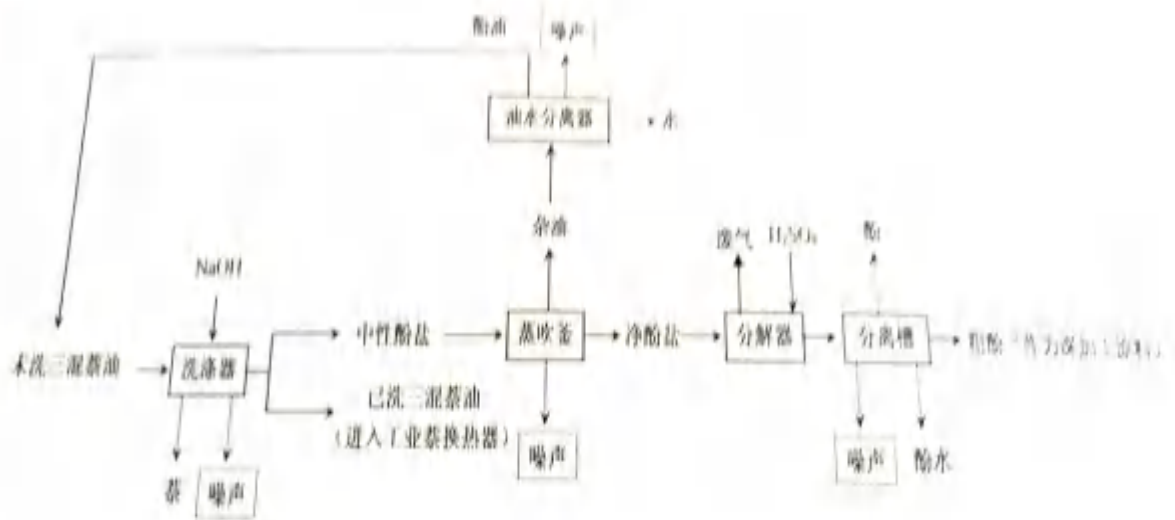 酚油
噪声
油水分离器
水
杂油
废气
H₂SO₄
酚
NaOH
未洗三混萘油
洗涤器
中性酚盐
蒸吹釜
净酚盐
分解器
分离槽
粗酚
已洗三混萘油
(进入工业萘换热器)
萘
噪声
噪声
噪声
酚水